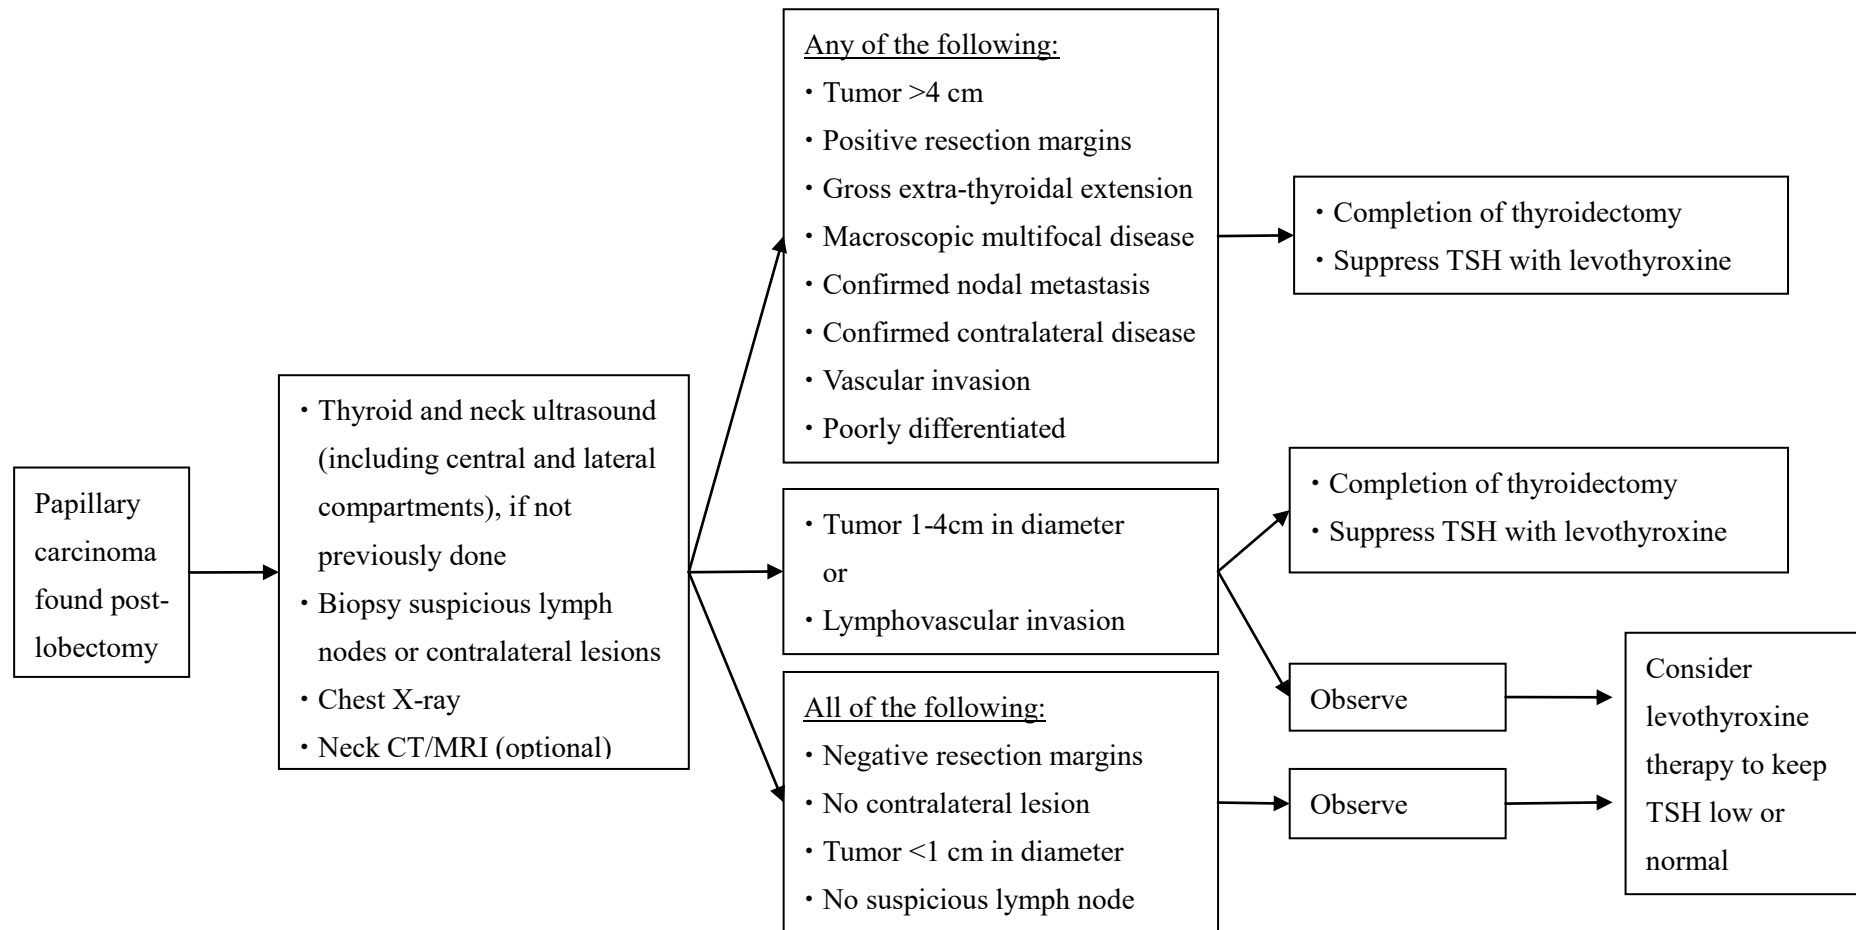 Papillary
carcinoma
found post-
lobectomy
・Thyroid and neck ultrasound
(including central and lateral
compartments), if not
previously done
・Biopsy suspicious lymph
nodes or contralateral lesions
・Chest X-ray
・Neck CT/MRI (optional)
Any of the following:
・Tumor >4 cm
・Positive resection margins
・Gross extra-thyroidal extension
・Macroscopic multifocal disease
・Confirmed nodal metastasis
・Confirmed contralateral disease
・Vascular invasion
・Poorly differentiated
・Completion of thyroidectomy
・Suppress TSH with levothyroxine
・Tumor 1-4cm in diameter
or
・Lymphovascular invasion
・Completion of thyroidectomy
・Suppress TSH with levothyroxine
Observe
All of the following:
・Negative resection margins
・No contralateral lesion
・Tumor <1 cm in diameter
・No suspicious lymph node
Observe
Consider
levothyroxine
therapy to keep
TSH low or
normal